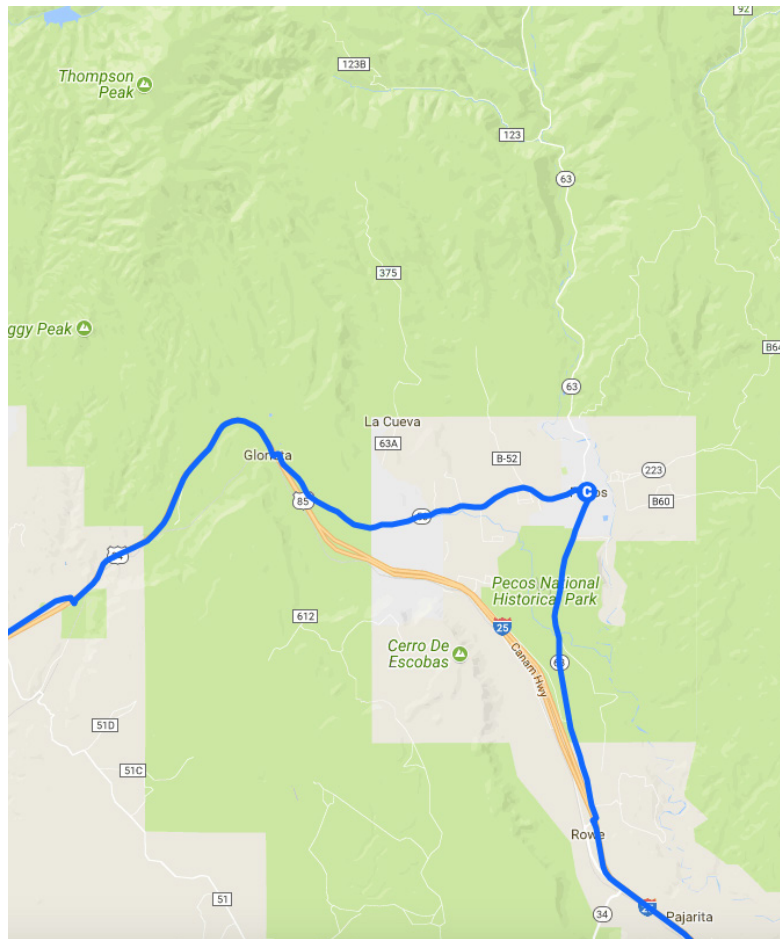 92
Thompson
Peak
123B
123
63
375
ggy Peak
B64
63
La Cueva
63A
Glorieta
B-52
223
85
C
B60
Pecos National
Historical Park
612
25
Cerro De
Escobas
Canam Hwy
63
51D
51C
Rowe
51
34
25
Pajarita